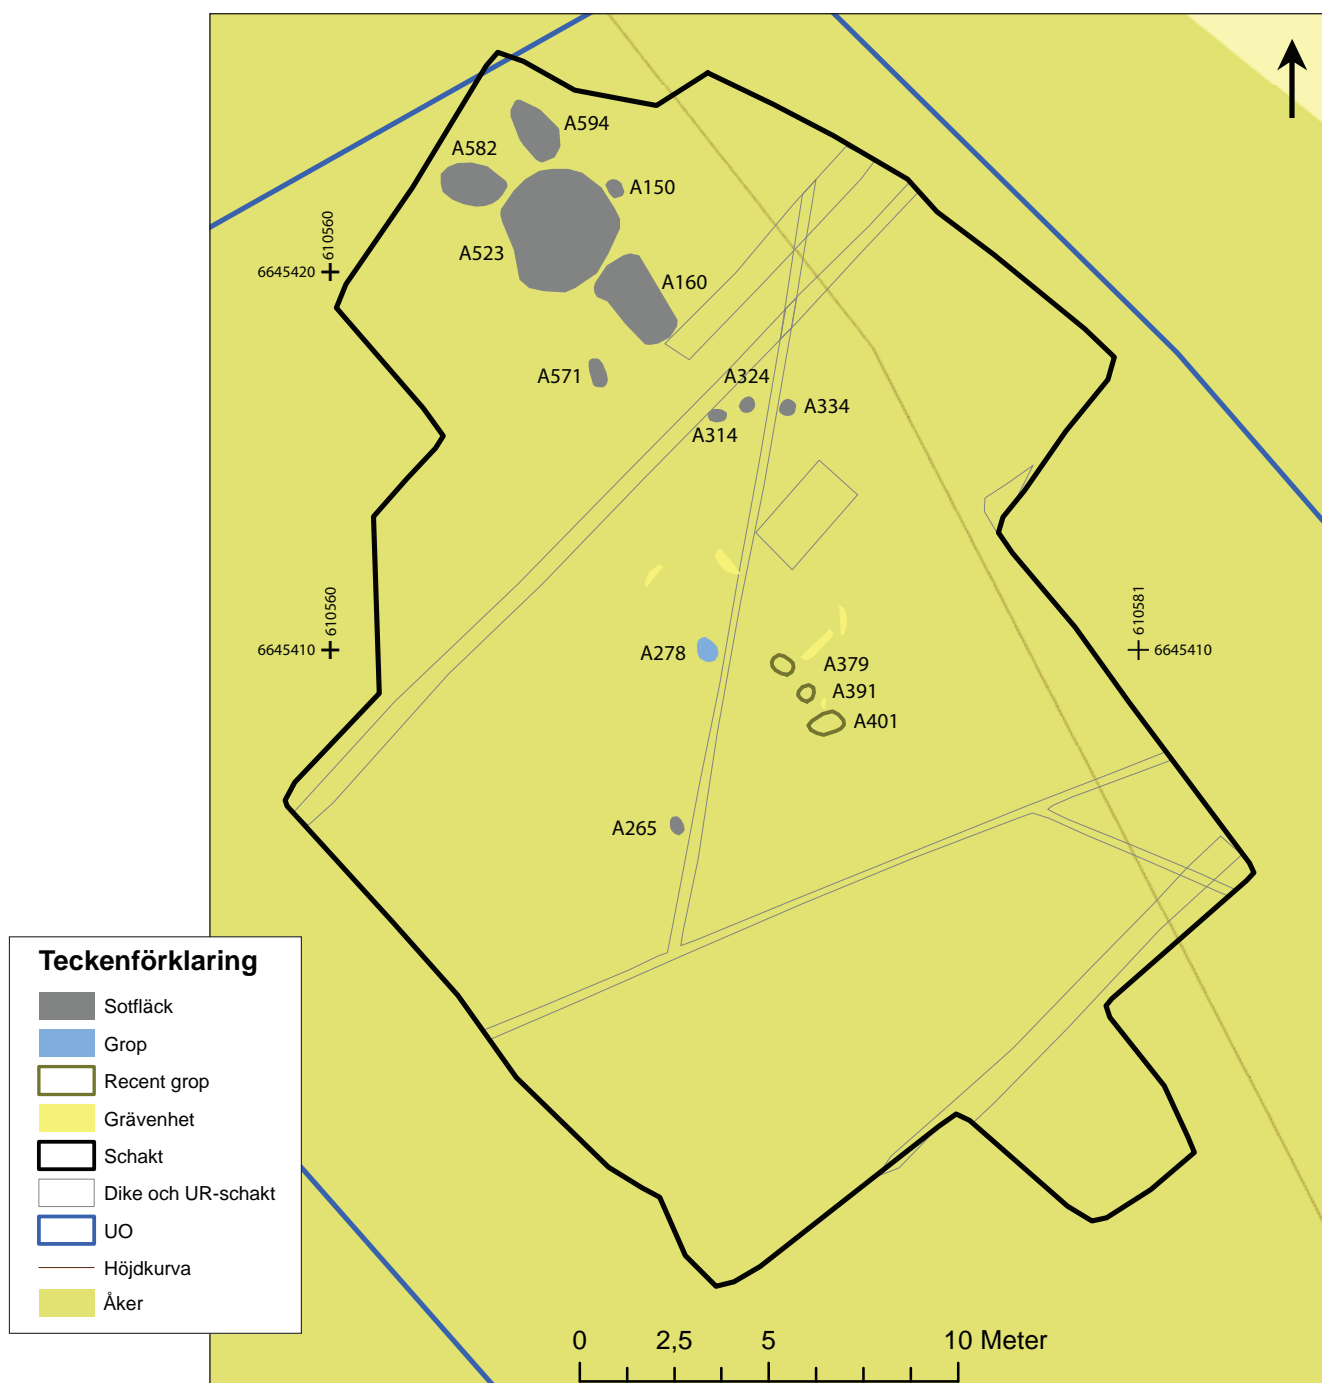 A594
A582
A150
610560
A523
6645420
A160
A571
A324
A334
A314
610560
610581
6645410
A278
6645410
A379
A391
A401
A265
Teckenförklaring
Sotfläck
Grop
Recent grop
Grävenhet
Schakt
Dike och UR-schakt
UO
Höjdkurva
Åker
0 2,5 5 10 Meter